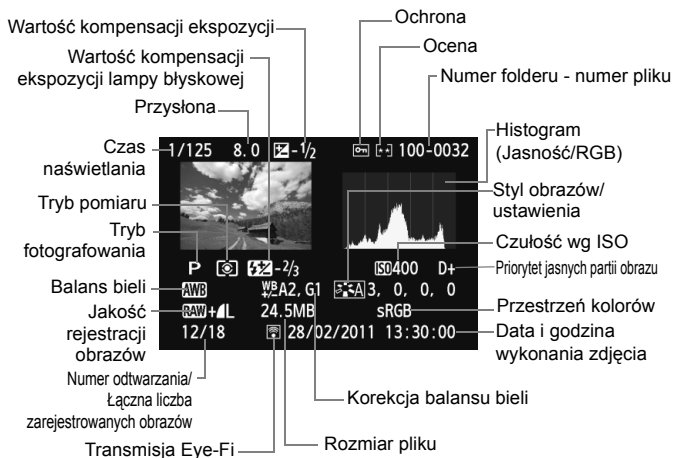 Wartość kompensacji ekspozycji
Wartość kompensacji
ekspozycji lampy błyskowej
Przysłona
Czas
naświetlania
Tryb pomiaru
Tryb
fotografowania
Balans bieli
Jakość
rejestracji
obrazów
Numer odtwarzania/
Łączna liczba
zarejestrowanych obrazów
Transmisja Eye-Fi
Ochrona
Ocena
Numer folderu - numer pliku
Histogram
(Jasność/RGB)
Styl obrazów/
ustawienia
Czułość wg ISO
Priorytet jasnych partii obrazu
Przestrzeń kolorów
Data i godzina
wykonania zdjęcia
Korekcja balansu bieli
Rozmiar pliku
1/125 8.0 -1/2 100-0032
P -2/3 ISO400 D+
AWB WB A2, G1 A 3, 0, 0, 0
RAW+L 24.5MB sRGB
12/18 28/02/2011 13:30:00